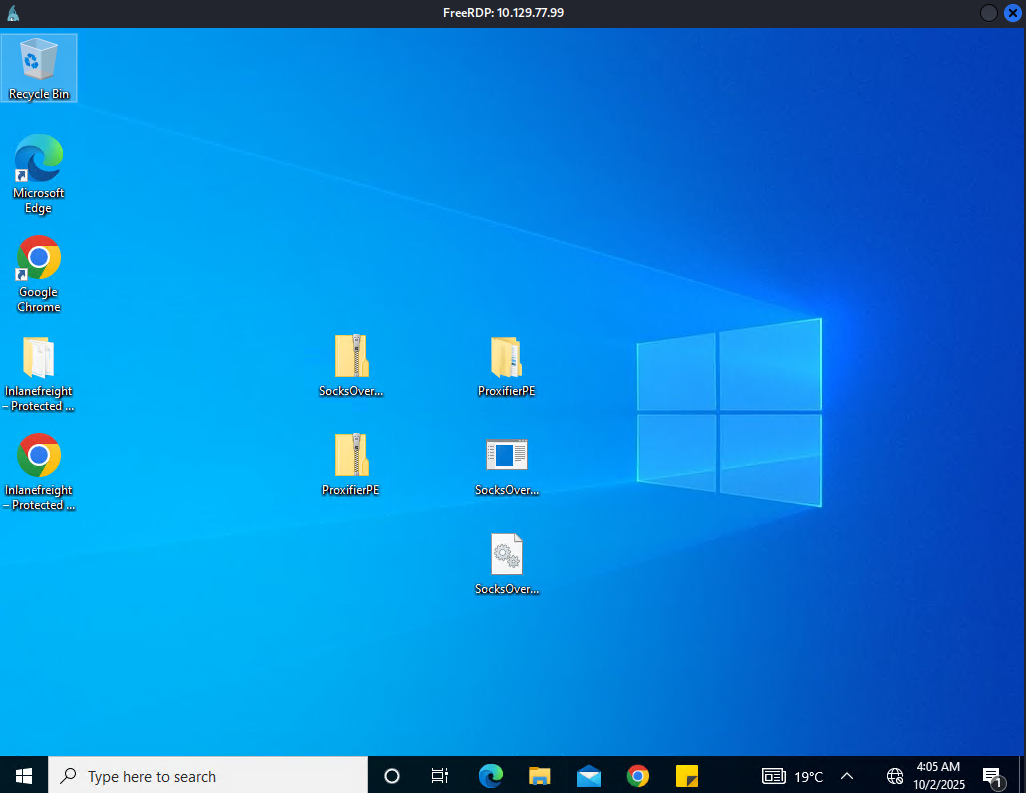 FreeRDP: 10.129.77.99
Recycle Bin
Microsoft
Edge
Google
Chrome
Inlanefreight
– Protected ...
Inlanefreight
– Protected ...
SocksOver...
ProxifierPE
ProxifierPE
SocksOver...
SocksOver...
Type here to search
19°C
4:05 AM
10/2/2025
1